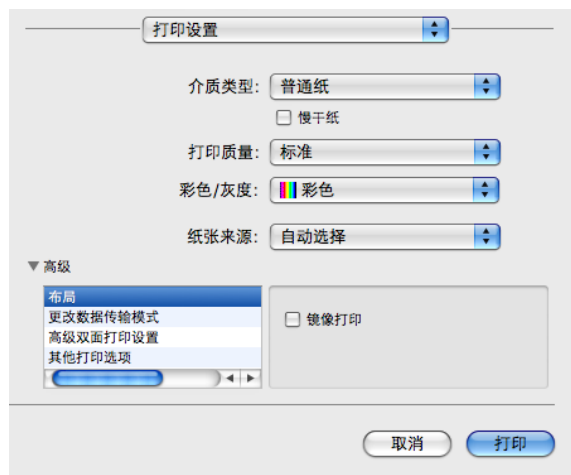 打印设置
介质类型: 普通纸
慢干纸
打印质量: 标准
彩色/灰度: 彩色
纸张来源: 自动选择
高级
布局
更改数据传输模式
高级双面打印设置
其他打印选项
镜像打印
取消 打印